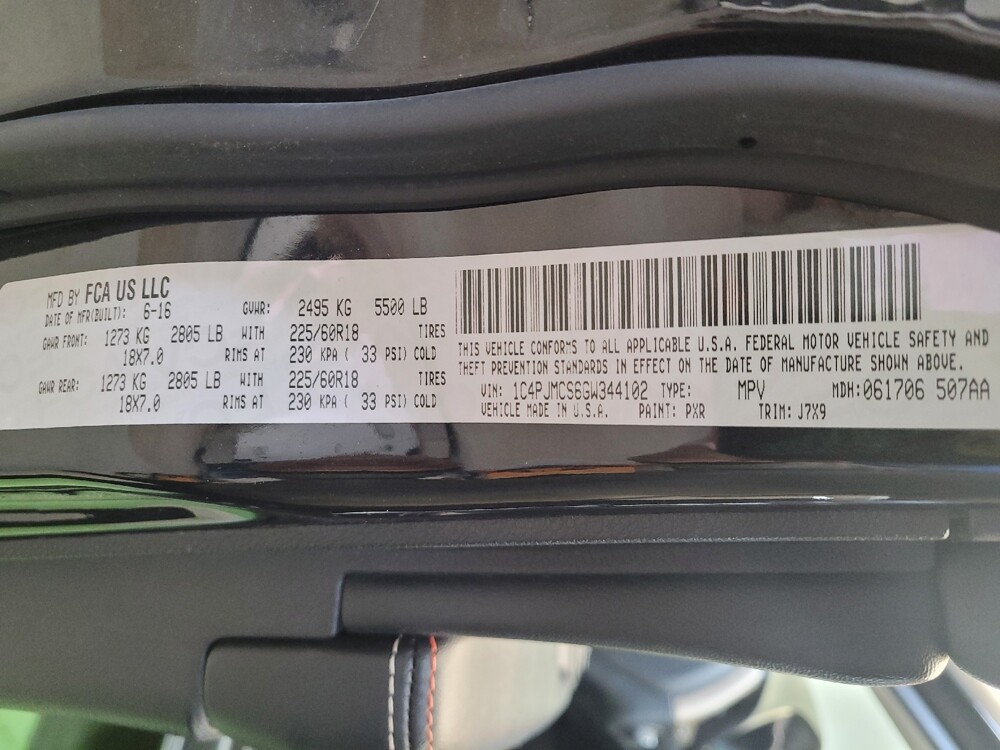 MFD BY FCA US LLC
DATE OF MFR(BUILT): 6-16 GVWR: 2495 KG 5500 LB
GAWR FRONT: 1273 KG 2805 LB WITH 225/60R18 TIRES
18X7.0 RIMS AT 230 KPA ( 33 PSI) COLD
GAWR REAR: 1273 KG 2805 LB WITH 225/60R18 TIRES
18X7.0 RIMS AT 230 KPA ( 33 PSI) COLD
THIS VEHICLE CONFORMS TO ALL APPLICABLE U.S.A. FEDERAL MOTOR VEHICLE SAFETY AND
THEFT PREVENTION STANDARDS IN EFFECT ON THE DATE OF MANUFACTURE SHOWN ABOVE.
VIN: 1C4PJMCS6GW344102 TYPE: MPV MDH:061706 507AA
VEHICLE MADE IN U.S.A. PAINT: PXR TRIM: J7X9